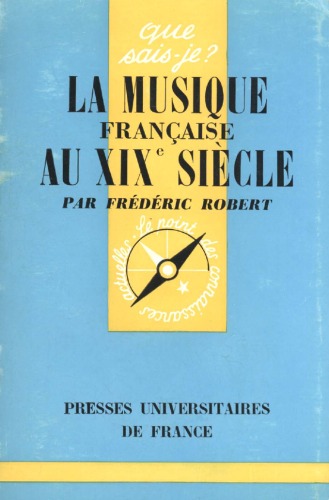 que
sais-je?
LA MUSIQUE
FRANÇAISE
AU XIXe SIÈCLE
PAR FRÉDÉRIC ROBERT
Le point des connaissances actuelles
PRESSES UNIVERSITAIRES
DE FRANCE